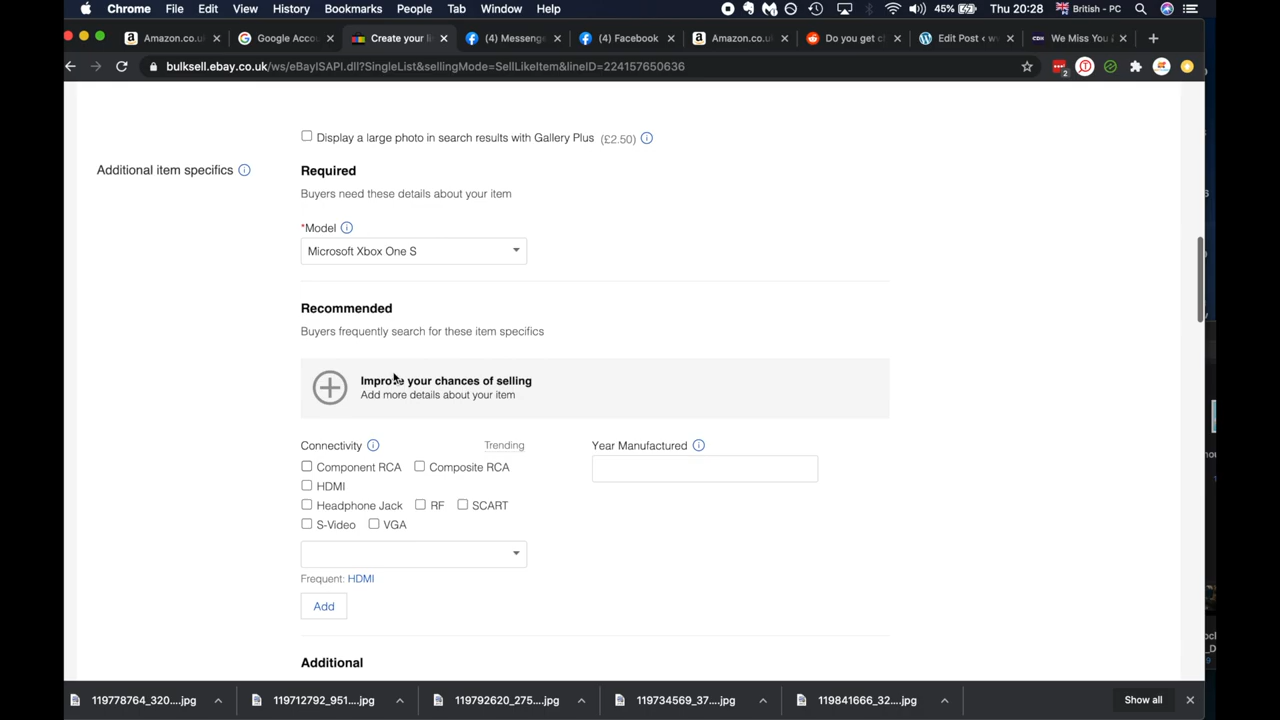 Chrome File Edit View History Bookmarks People Tab Window Help 45% Thu 20:28 British - PC
Amazon.co.u Google Accou Create your li (4) Messenge (4) Facebook Amazon.co.u Do you get c Edit Post ‹ w We Miss You
bulksell.ebay.co.uk/ws/eBayISAPI.dll?SingleList&sellingMode=SellLikeItem&lineID=224157650636
Display a large photo in search results with Gallery Plus (£2.50)
Additional item specifics
Required
Buyers need these details about your item
*Model
Microsoft Xbox One S
Recommended
Buyers frequently search for these item specifics
Improve your chances of selling
Add more details about your item
Connectivity Trending Year Manufactured
Component RCA Composite RCA
HDMI
Headphone Jack RF SCART
S-Video VGA
Frequent: HDMI
Add
Additional
119778764_320....jpg 119712792_951....jpg 119792620_275....jpg 119734569_37....jpg 119841666_32....jpg Show all